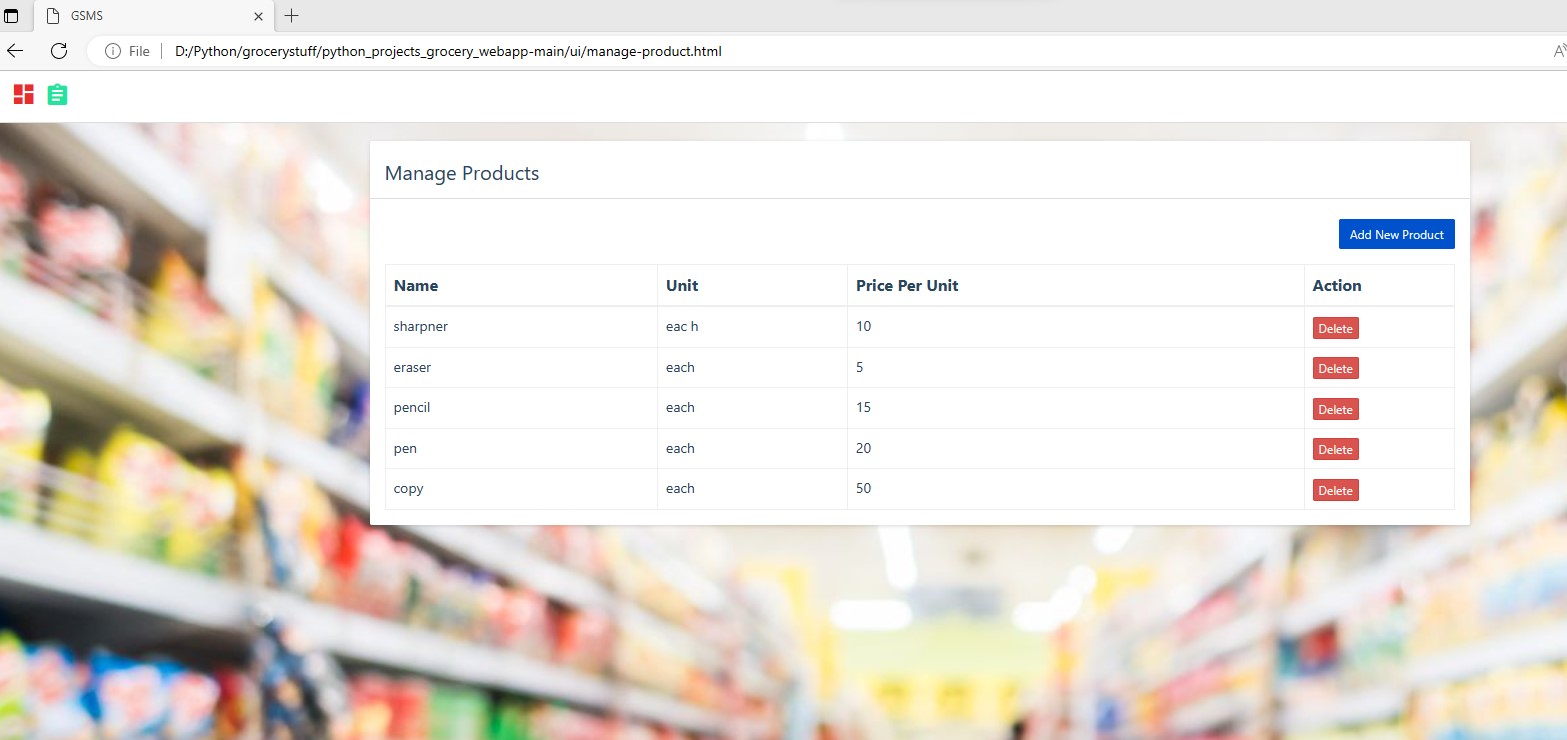 GSMS
File D:/Python/grocerystuff/python_projects_grocery_webapp-main/ui/manage-product.html
Manage Products
Add New Product
Name Unit Price Per Unit Action
sharpner eac h 10 Delete
eraser each 5 Delete
pencil each 15 Delete
pen each 20 Delete
copy each 50 Delete